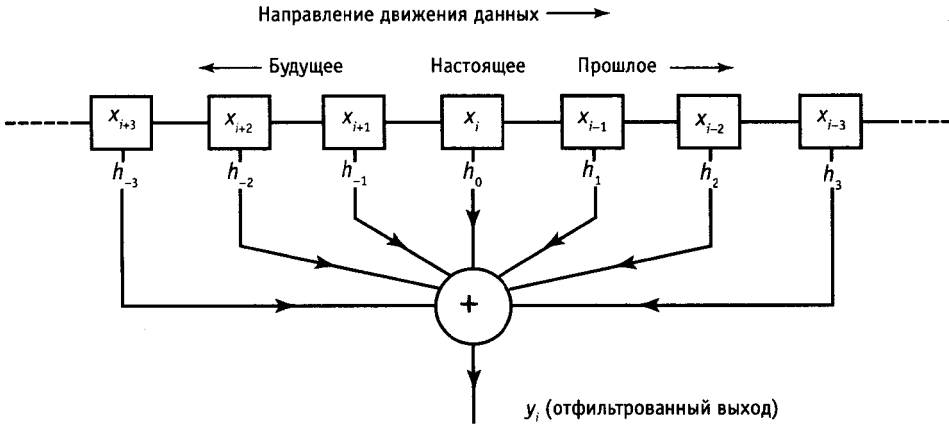 Направление движения данных
Будущее Настоящее Прошлое
x_{i+3} x_{i+2} x_{i+1} x_i x_{i-1} x_{i-2} x_{i-3}
h_{-3} h_{-2} h_{-1} h_0 h_1 h_2 h_3
+
y_i (отфильтрованный выход)